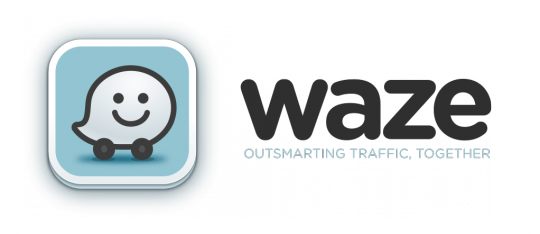 waze
OUTSMARTING TRAFFIC, TOGETHER